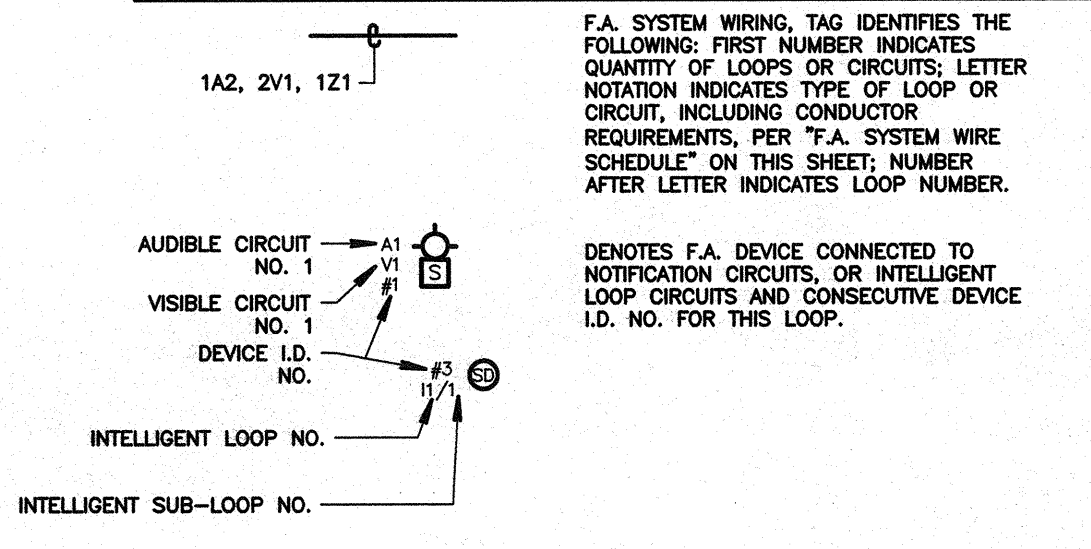 1A2, 2V1, 1Z1
F.A. SYSTEM WIRING, TAG IDENTIFIES THE
FOLLOWING: FIRST NUMBER INDICATES
QUANTITY OF LOOPS OR CIRCUITS; LETTER
NOTATION INDICATES TYPE OF LOOP OR
CIRCUIT, INCLUDING CONDUCTOR
REQUIREMENTS, PER "F.A. SYSTEM WIRE
SCHEDULE" ON THIS SHEET; NUMBER
AFTER LETTER INDICATES LOOP NUMBER.
AUDIBLE CIRCUIT
NO. 1
VISIBLE CIRCUIT
NO. 1
DEVICE I.D.
NO.
INTELLIGENT LOOP NO.
INTELLIGENT SUB-LOOP NO.
A1
V1
#1
S
#3
I1/1
SD
DENOTES F.A. DEVICE CONNECTED TO
NOTIFICATION CIRCUITS, OR INTELLIGENT
LOOP CIRCUITS AND CONSECUTIVE DEVICE
I.D. NO. FOR THIS LOOP.